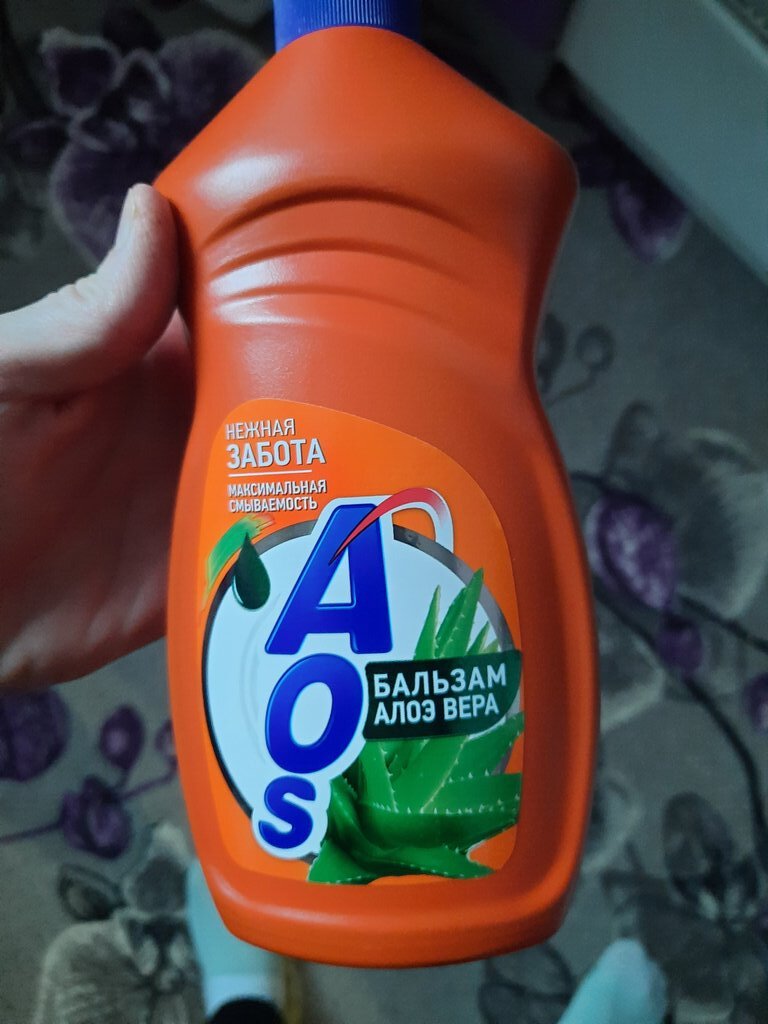 НЕЖНАЯ
ЗАБОТА
МАКСИМАЛЬНАЯ
СМЫВАЕМОСТЬ
AOS
БАЛЬЗАМ
АЛОЭ ВЕРА